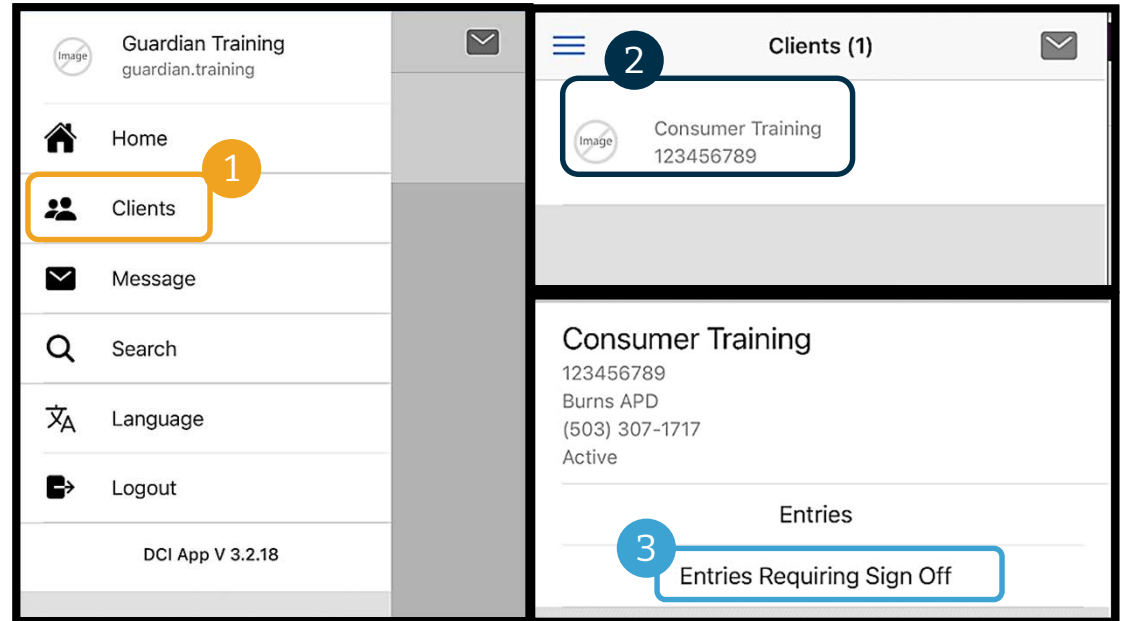 Image
Guardian Training
guardian.training
Home
1
Clients
Message
Search
文A
Language
Logout
DCI App V 3.2.18
2
Clients (1)
Image
Consumer Training
123456789
Consumer Training
123456789
Burns APD
(503) 307-1717
Active
Entries
3
Entries Requiring Sign Off